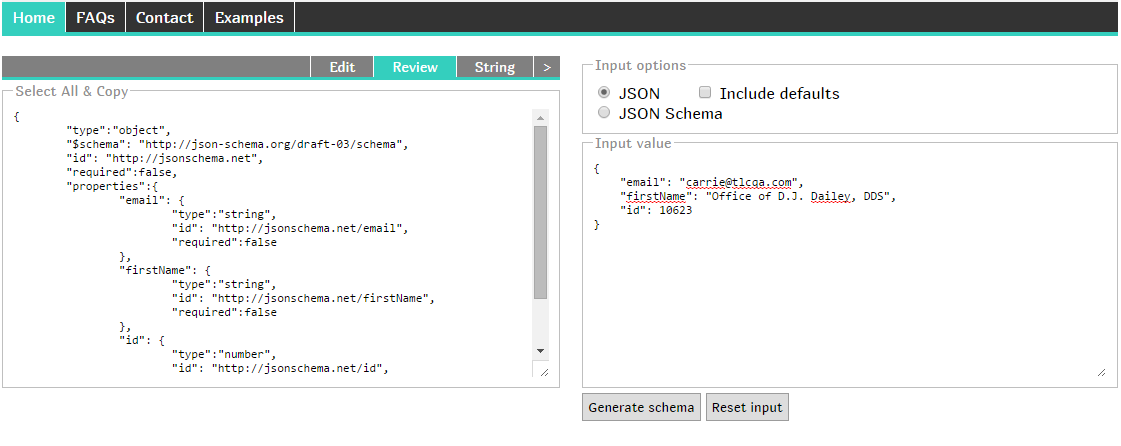 Home FAQs Contact Examples
Edit Review String >
Select All & Copy
{
"type":"object",
"$schema": "http://json-schema.org/draft-03/schema",
"id": "http://jsonschema.net",
"required":false,
"properties":{
"email": {
"type":"string",
"id": "http://jsonschema.net/email",
"required":false
},
"firstName": {
"type":"string",
"id": "http://jsonschema.net/firstName",
"required":false
},
"id": {
"type":"number",
"id": "http://jsonschema.net/id",
Input options
JSON Include defaults
JSON Schema
Input value
{
"email": "carrie@tlcqa.com",
"firstName": "Office of D.J. Dailey, DDS",
"id": 10623
}
Generate schema Reset input